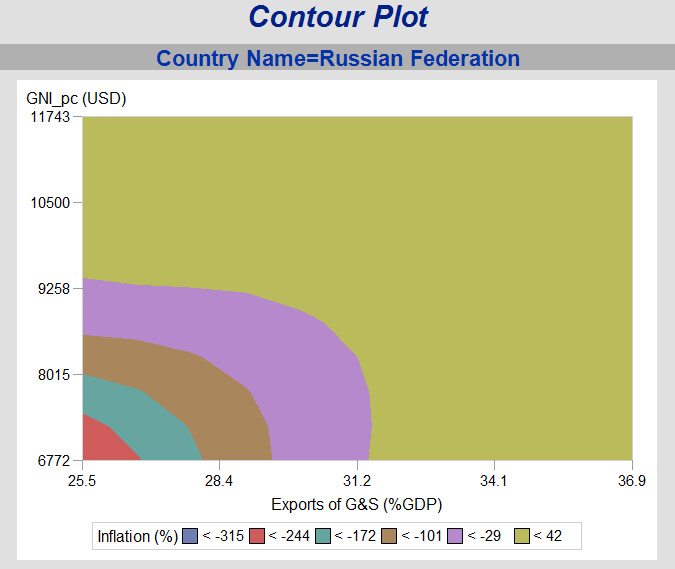 Contour Plot
Country Name=Russian Federation
GNI_pc (USD)
11743
10500
9258
8015
6772
25.5 28.4 31.2 34.1 36.9
Exports of G&S (%GDP)
Inflation (%) < -315 < -244 < -172 < -101 < -29 < 42